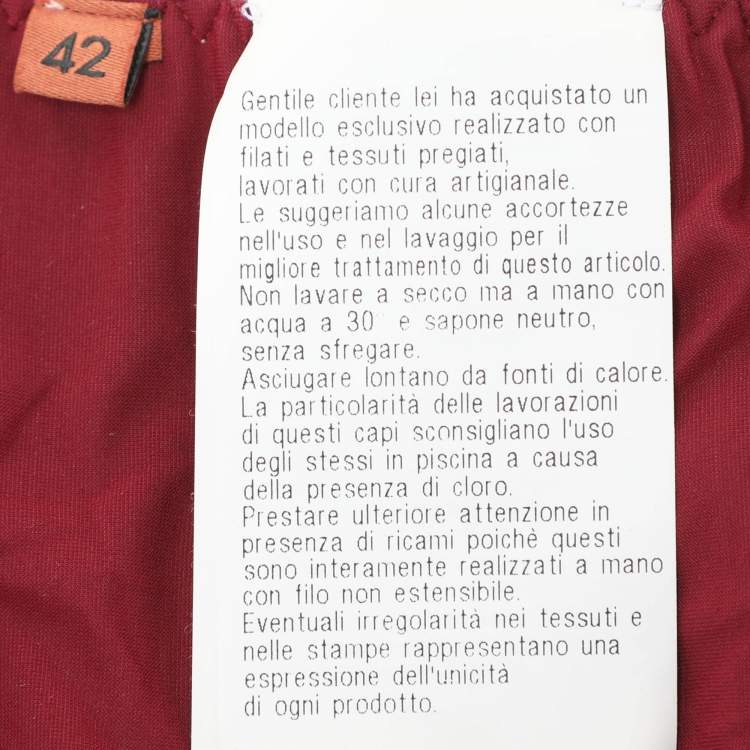 42
Gentile cliente lei ha acquistato un
modello esclusivo realizzato con
filati e tessuti pregiati,
lavorati con cura artigianale.
Le suggeriamo alcune accortezze
nell'uso e nel lavaggio per il
migliore trattamento di questo articolo.
Non lavare a secco ma a mano con
acqua a 30° e sapone neutro,
senza sfregare.
Asciugare lontano da fonti di calore.
La particolarità delle lavorazioni
di questi capi sconsigliano l'uso
degli stessi in piscina a causa
della presenza di cloro.
Prestare ulteriore attenzione in
presenza di ricami poichè questi
sono interamente realizzati a mano
con filo non estensibile.
Eventuali irregolarità nei tessuti e
nelle stampe rappresentano una
espressione dell'unicità
di ogni prodotto.